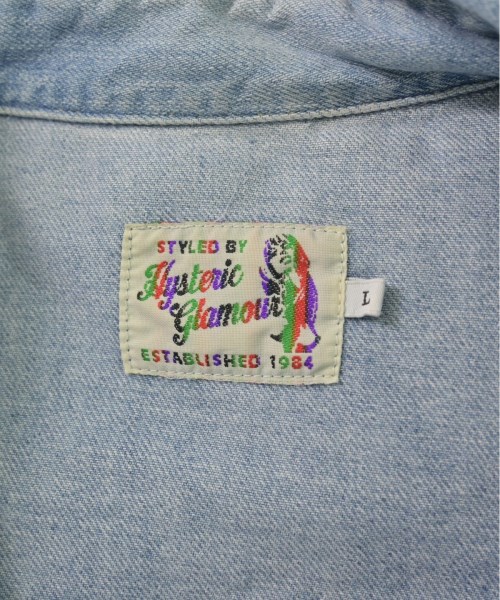 STYLED BY
Hysteric
Glamour
ESTABLISHED 1984
L